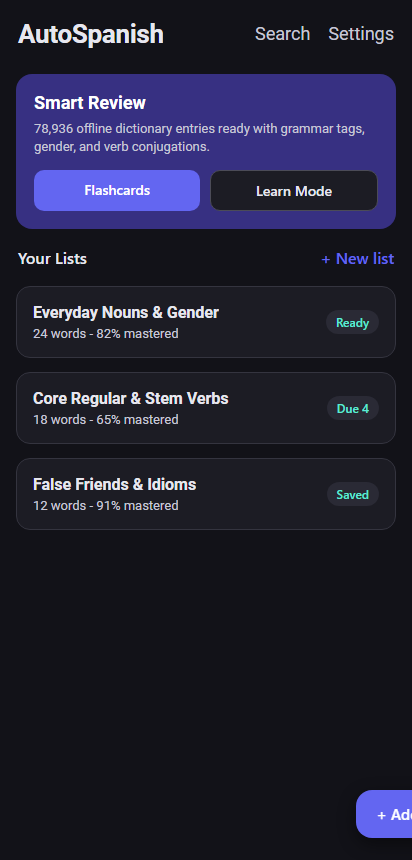 AutoSpanish
Search
Settings
Smart Review
78,936 offline dictionary entries ready with grammar tags,
gender, and verb conjugations.
Flashcards
Learn Mode
Your Lists
+ New list
Everyday Nouns & Gender
24 words - 82% mastered
Ready
Core Regular & Stem Verbs
18 words - 65% mastered
Due 4
False Friends & Idioms
12 words - 91% mastered
Saved
+